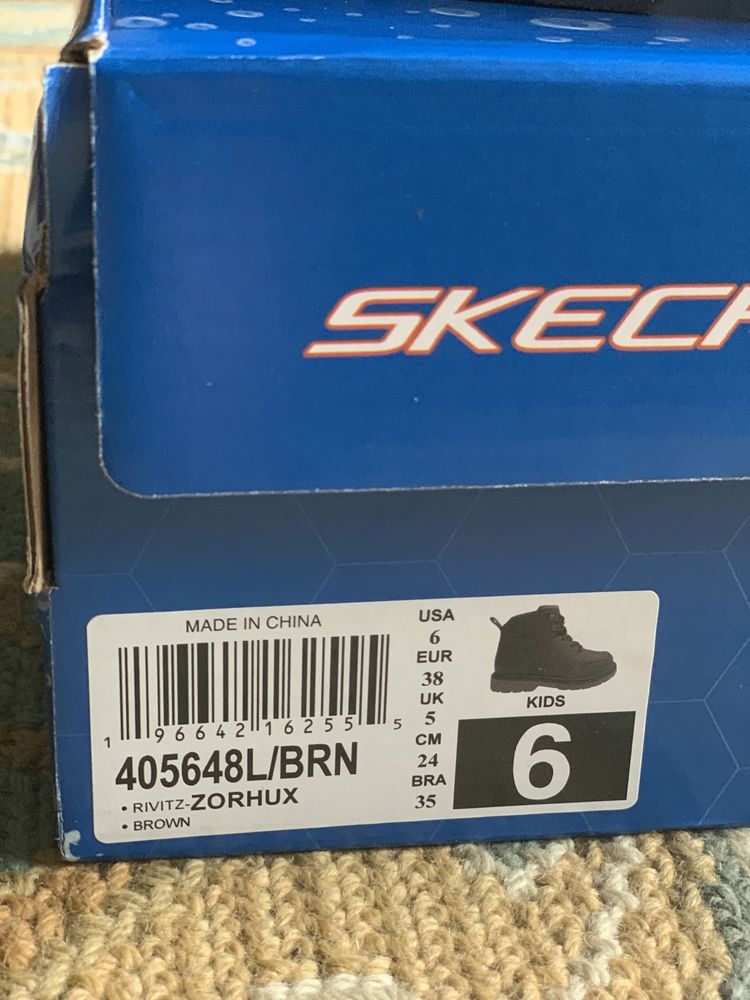 SKECH
MADE IN CHINA
1 96642 16255 5
405648L/BRN
• RIVITZ-ZORHUX
• BROWN
USA
6
EUR
38
UK
5
CM
24
BRA
35
KIDS
6